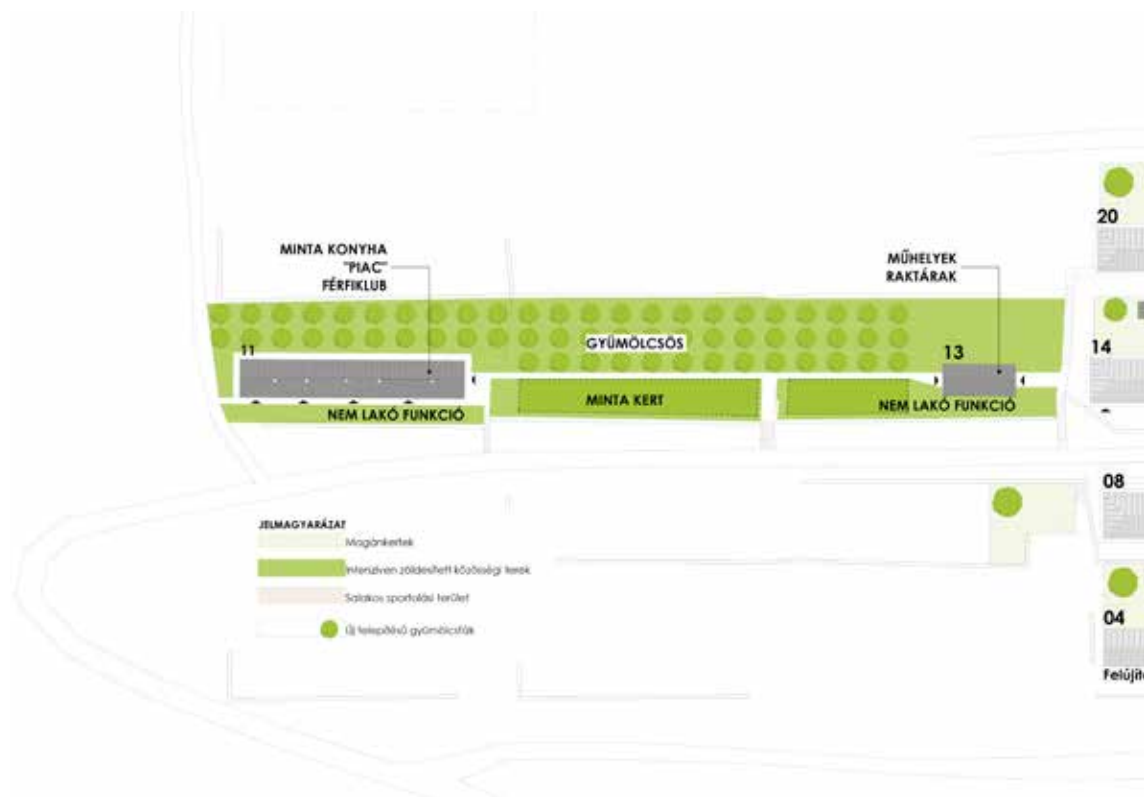 20
MINTA KONYHA
"PIAC"
FÉRFIKLUB
MŰHELYEK
RAKTÁRAK
GYÜMÖLCSÖS
11
13
14
MINTA KERT
NEM LAKÓ FUNKCIÓ
NEM LAKÓ FUNKCIÓ
08
JELMAGYARÁZAT
Magánkertek
Intenzíven zöldesített közösségi terek
Salakos sportolási terület
Új telepítésű gyümölcsfák
04
Felújít